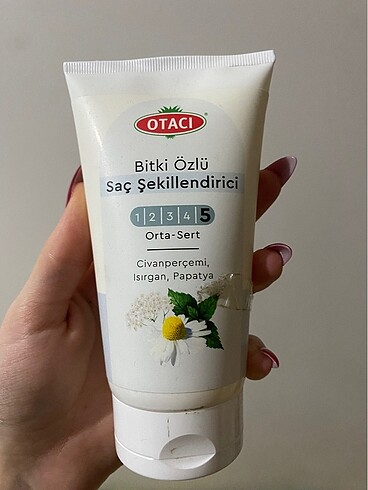 OTACI
Bitki Özlü
Saç Şekillendirici
1 2 3 4 5
Orta-Sert
Civanperçemi,
Isırgan, Papatya